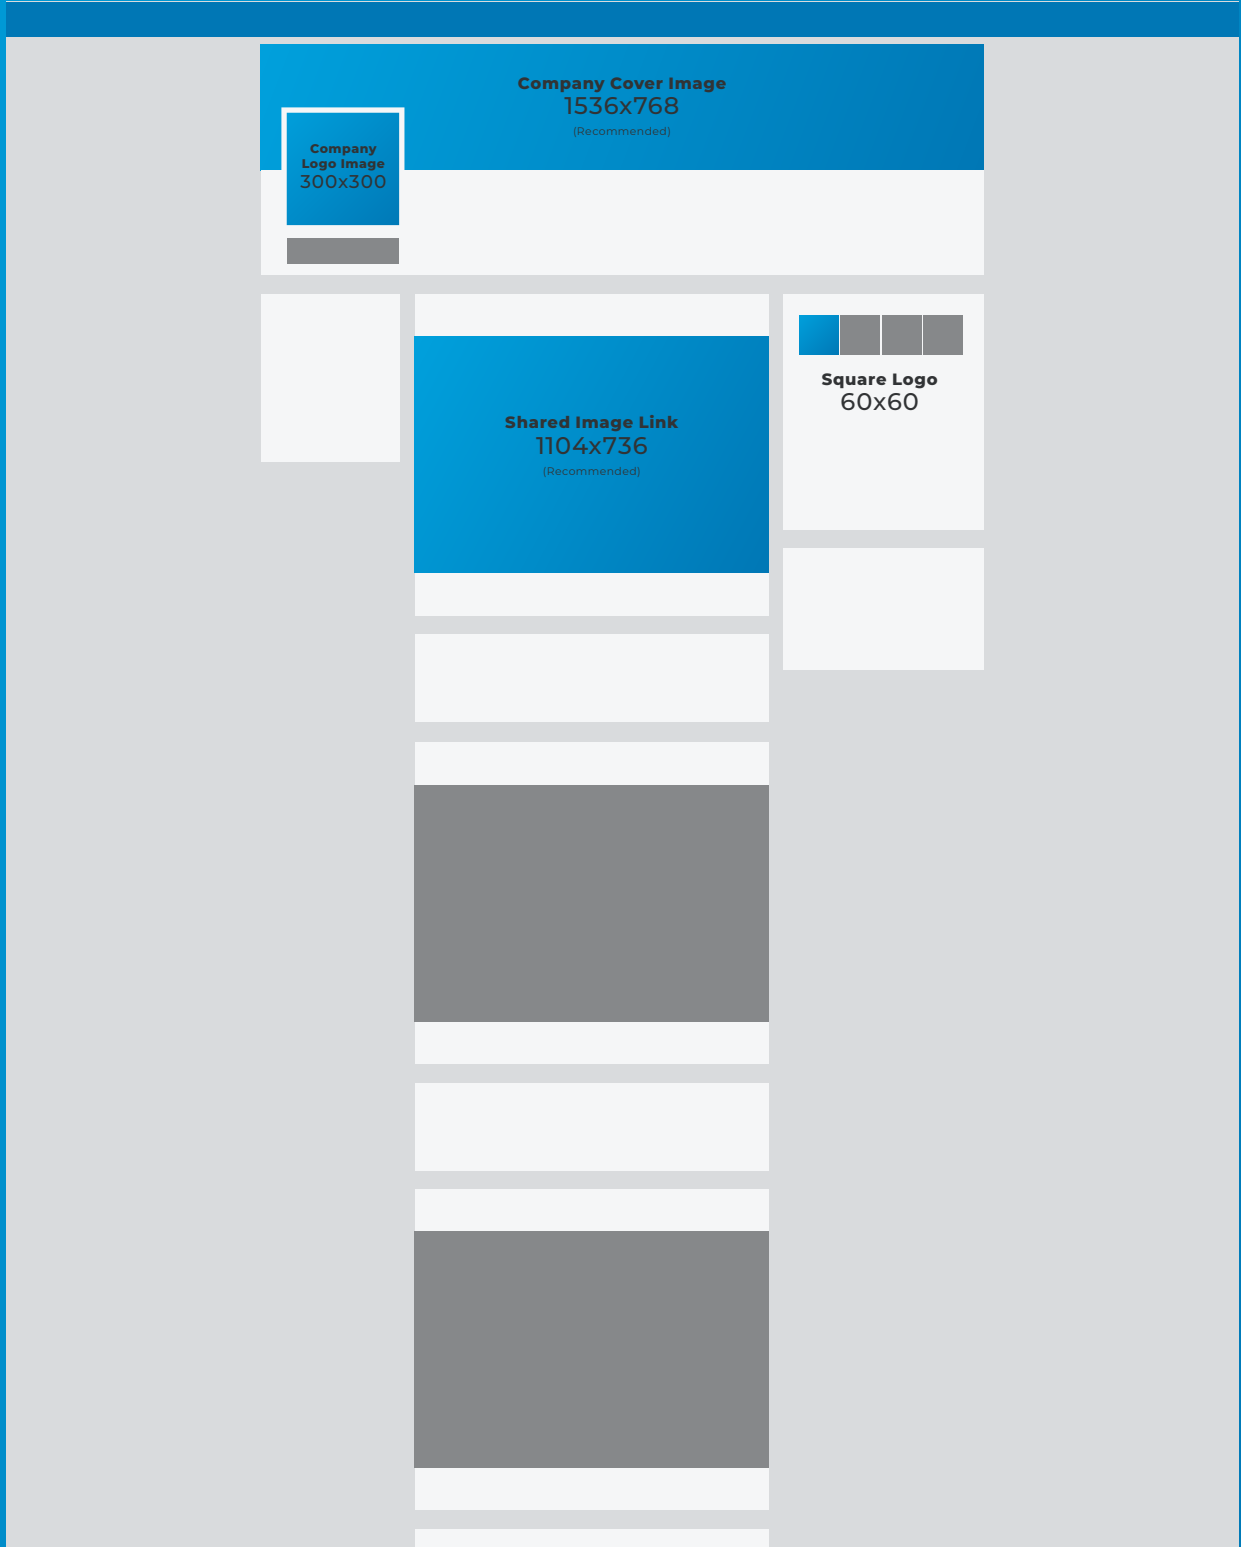 Company Cover Image
1536x768
(Recommended)
Company
Logo Image
300x300
Shared Image Link
1104x736
(Recommended)
Square Logo
60x60